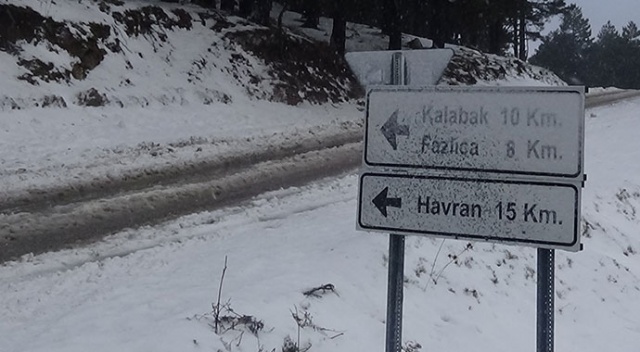 Kalabak 10 Km.
Fazlıca 8 Km.
Havran 15 Km.